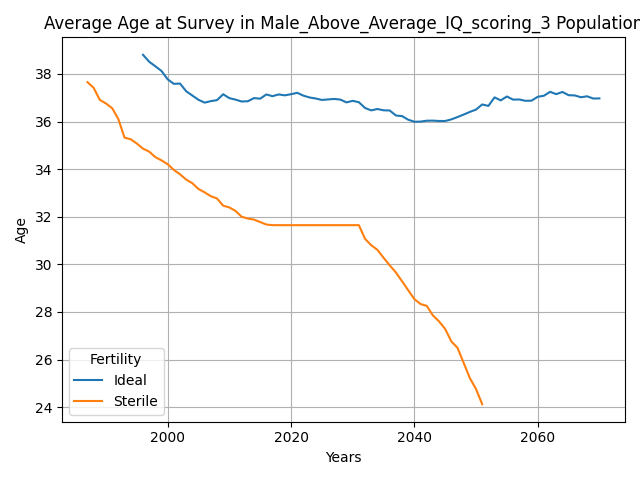 Average Age at Survey in Male_Above_Average_IQ_scoring_3 Population
Age
38
36
34
32
30
28
26
24
Fertility
Ideal
Sterile
2000
2020
2040
2060
Years